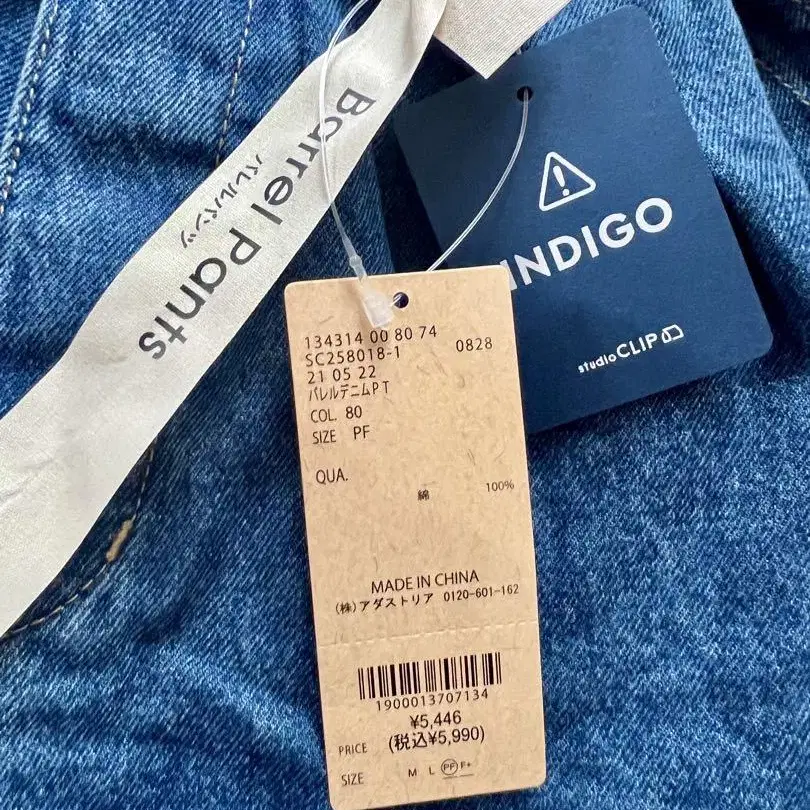 Barrel Pants
バレルパンツ
INDIGO
studioCLIP
134314 00 80 74
SC258018-1 0828
21 05 22
バレルデニムPT
COL. 80
SIZE PF
QUA.
綿 100%
MADE IN CHINA
(株)アダストリア 0120-601-162
1900013707134
¥5,446
PRICE (税込¥5,990)
SIZE M L PF F+